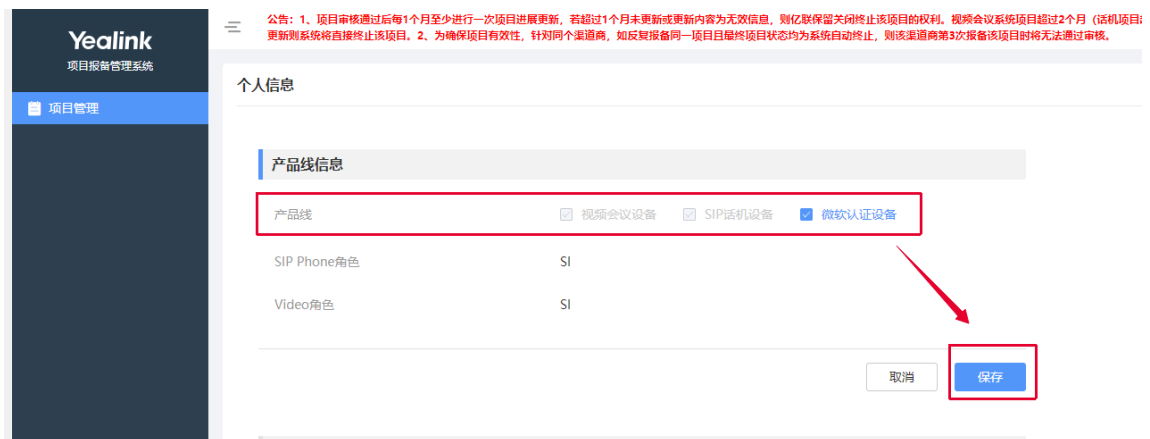 Yealink
项目报备管理系统
项目管理
公告：1、项目审核通过后每1个月至少进行一次项目进展更新，若超过1个月未更新或更新内容为无效信息，则亿联保留关闭终止该项目的权利。视频会议系统项目超过2个月（话机项目
更新则系统将直接终止该项目。2、为确保项目有效性，针对同个渠道商，如反复报备同一项目且最终项目状态均为系统自动终止，则该渠道商第3次报备该项目时将无法通过审核。
个人信息
产品线信息
产品线 视频会议设备 SIP话机设备 微软认证设备
SIP Phone角色 SI
Video角色 SI
取消 保存